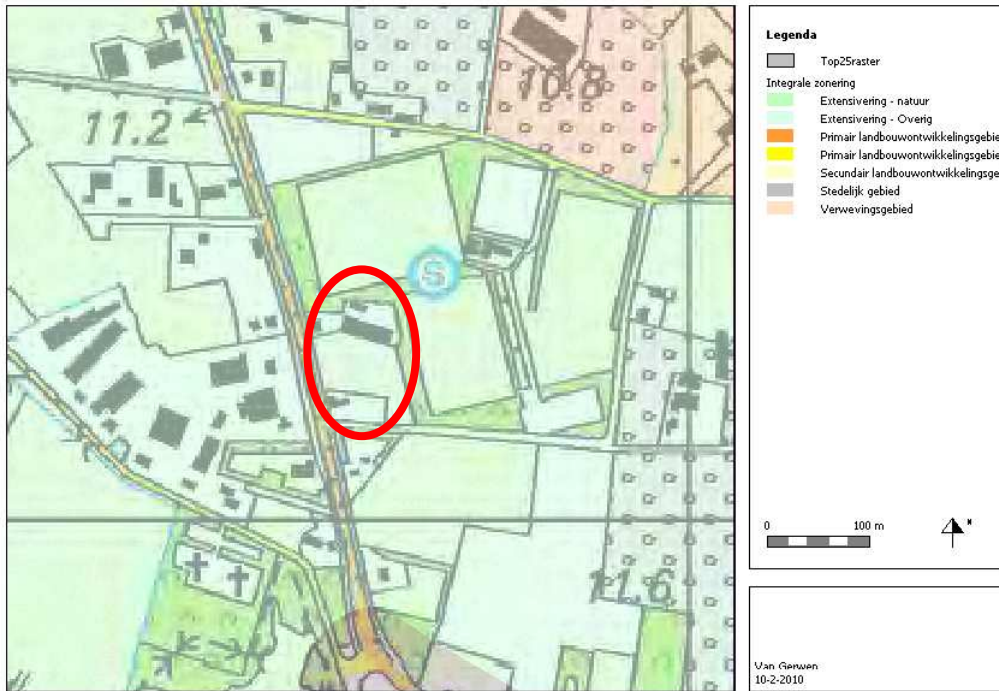 10.8
11.2
S
11.6
Legenda
Top25raster
Integrale zonering
Extensivering - natuur
Extensivering - Overig
Primair landbouwontwikkelingsgebie
Primair landbouwontwikkelingsgebie
Secundair landbouwontwikkelingsge
Stedelijk gebied
Verwevingsgebied
0 100 m
Van Gerwen
10-2-2010